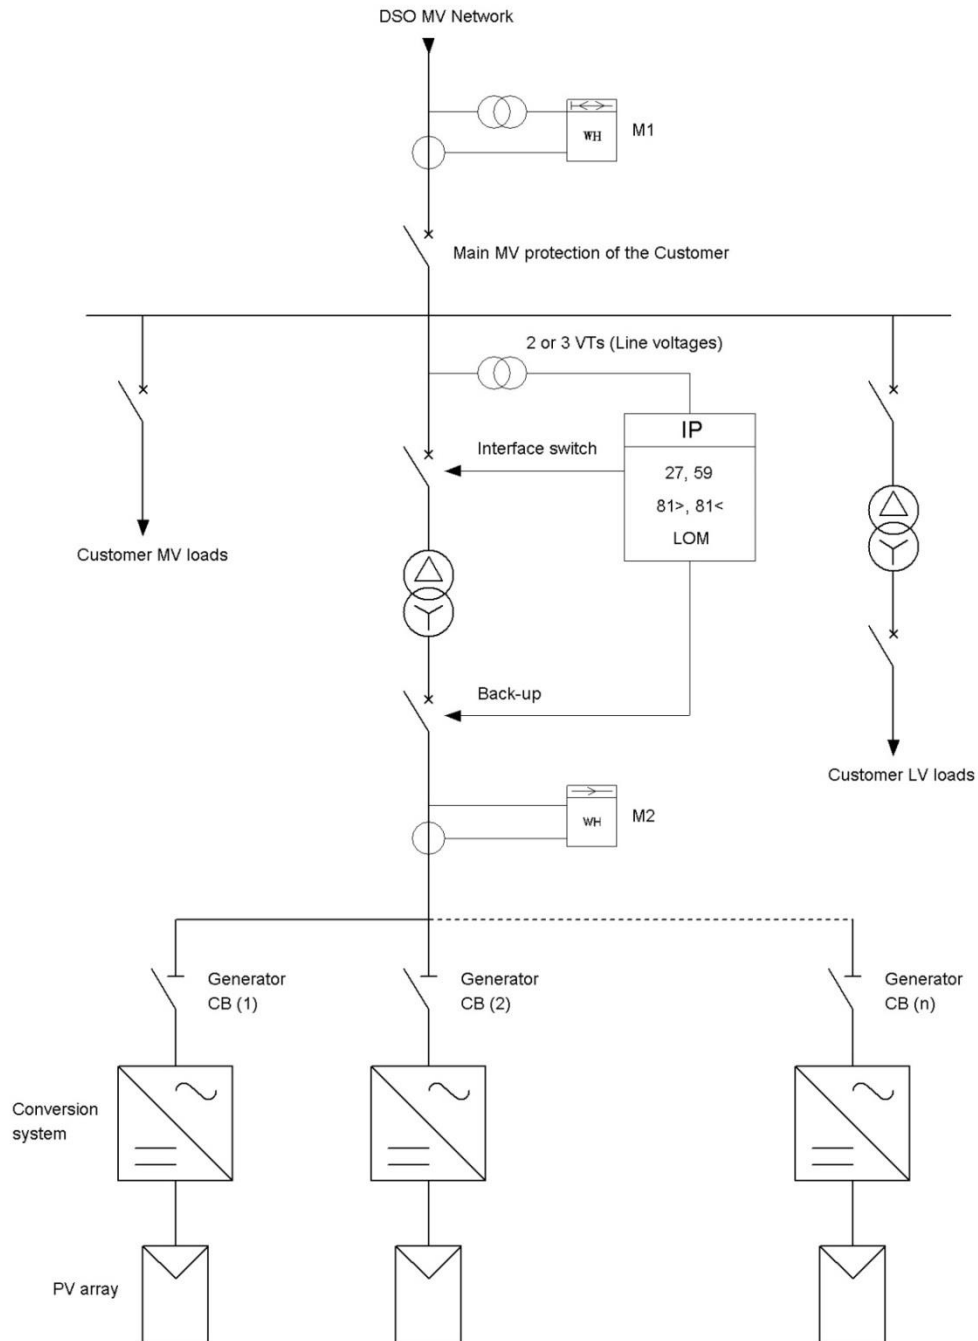 DSO MV Network
WH
M1
Main MV protection of the Customer
2 or 3 VTs (Line voltages)
IP
Interface switch
27, 59
81>, 81<
LOM
Customer MV loads
Back-up
Customer LV loads
WH
M2
Generator
CB (1)
Generator
CB (2)
Generator
CB (n)
Conversion
system
PV array